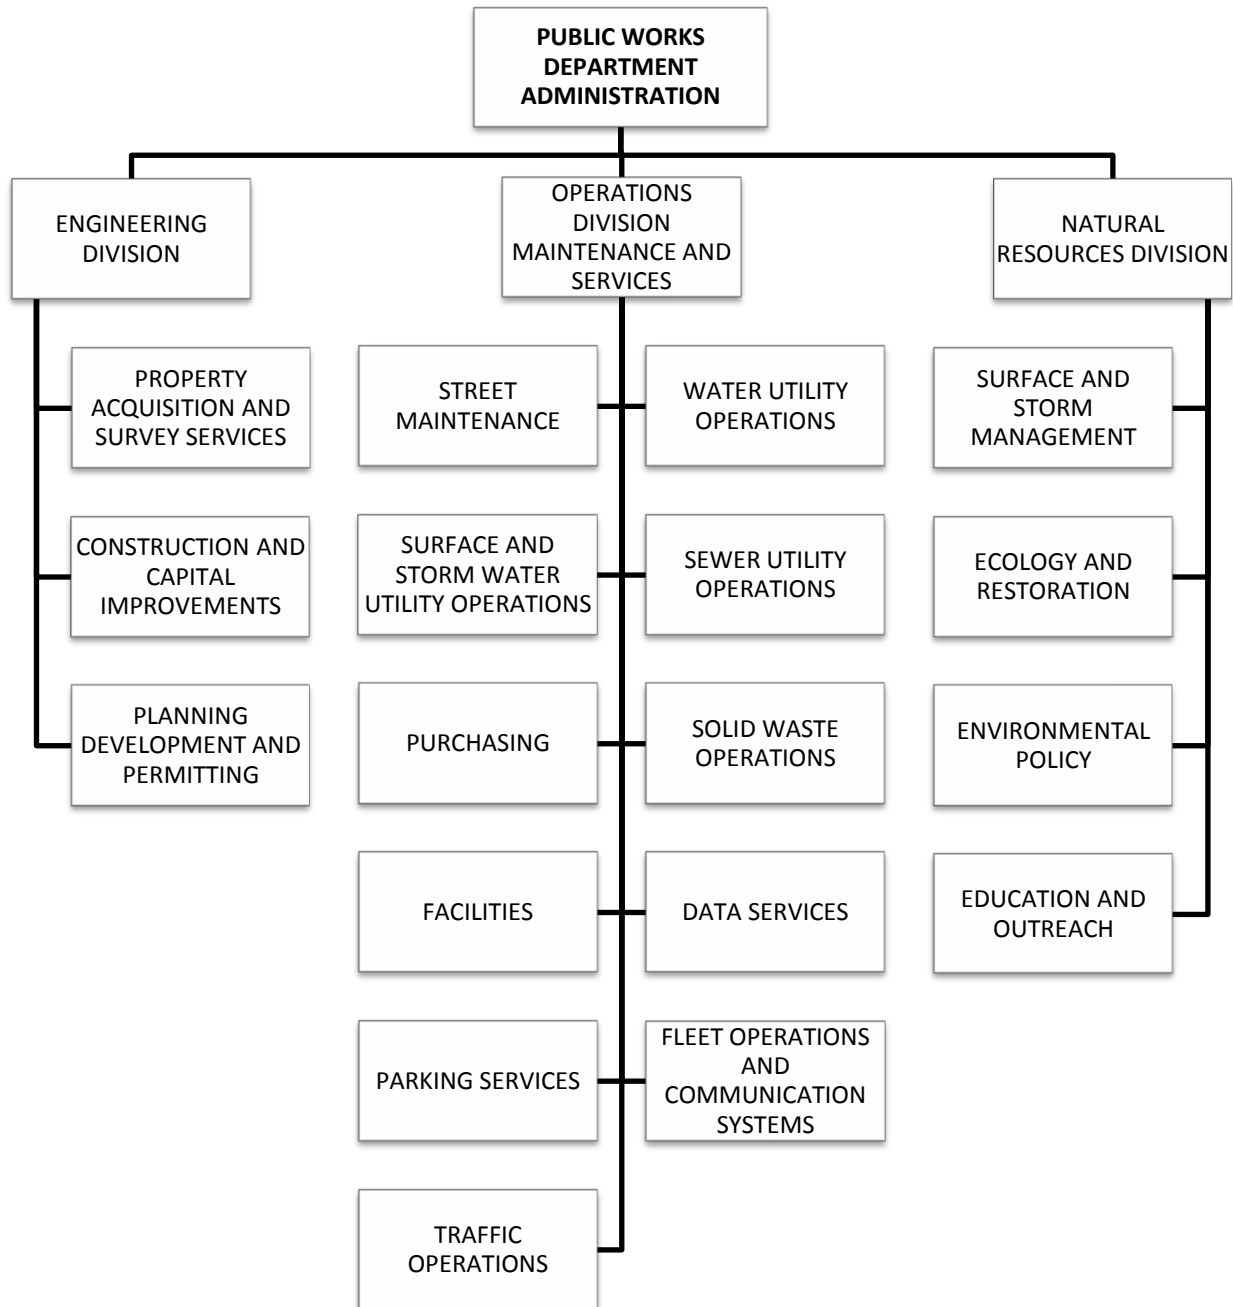 PUBLIC WORKS
DEPARTMENT
ADMINISTRATION
ENGINEERING
DIVISION
OPERATIONS
DIVISION
MAINTENANCE AND
SERVICES
NATURAL
RESOURCES DIVISION
PROPERTY
ACQUISITION AND
SURVEY SERVICES
CONSTRUCTION AND
CAPITAL
IMPROVEMENTS
PLANNING
DEVELOPMENT AND
PERMITTING
STREET
MAINTENANCE
WATER UTILITY
OPERATIONS
SURFACE AND
STORM WATER
UTILITY OPERATIONS
SEWER UTILITY
OPERATIONS
PURCHASING
SOLID WASTE
OPERATIONS
FACILITIES
DATA SERVICES
PARKING SERVICES
FLEET OPERATIONS
AND
COMMUNICATION
SYSTEMS
TRAFFIC
OPERATIONS
SURFACE AND
STORM
MANAGEMENT
ECOLOGY AND
RESTORATION
ENVIRONMENTAL
POLICY
EDUCATION AND
OUTREACH